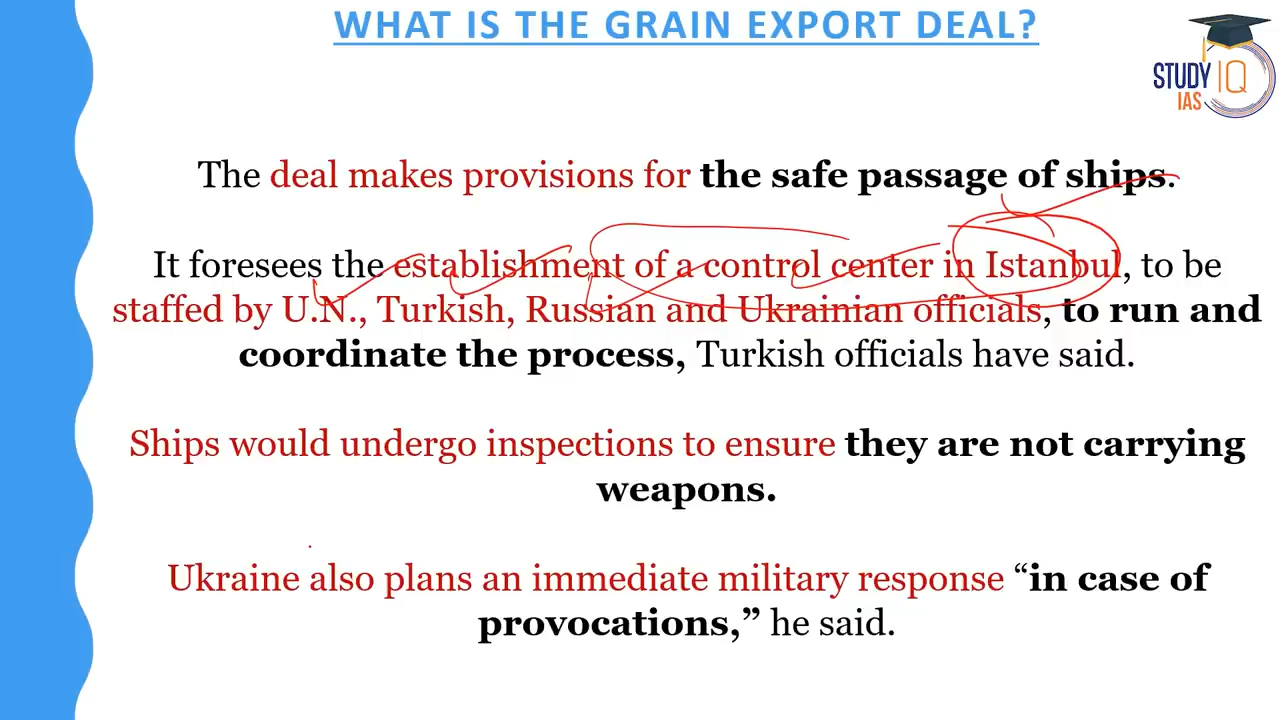 WHAT IS THE GRAIN EXPORT DEAL?
STUDY IQ
IAS
The deal makes provisions for the safe passage of ships.
It foresees the establishment of a control center in Istanbul, to be
staffed by U.N., Turkish, Russian and Ukrainian officials, to run and
coordinate the process, Turkish officials have said.
Ships would undergo inspections to ensure they are not carrying
weapons.
Ukraine also plans an immediate military response “in case of
provocations,” he said.